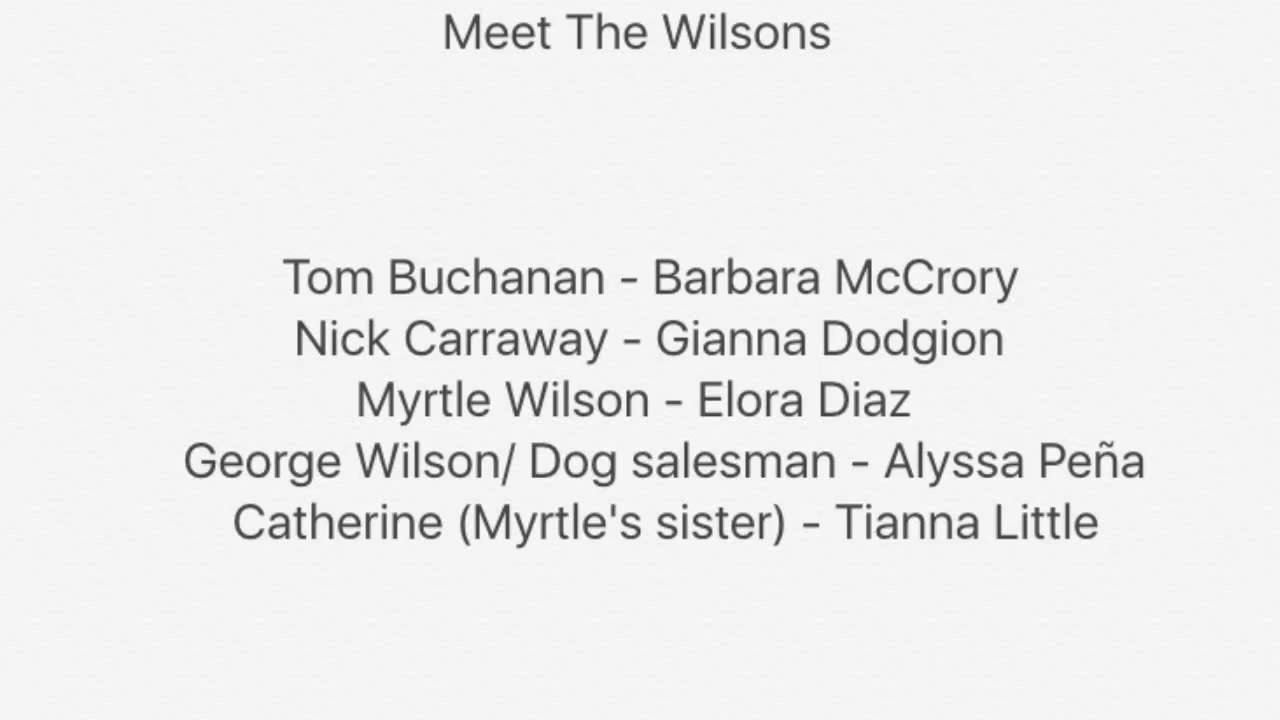 Meet The Wilsons
Tom Buchanan - Barbara McCrory
Nick Carraway - Gianna Dodgion
Myrtle Wilson - Elora Diaz
George Wilson/ Dog salesman - Alyssa Peña
Catherine (Myrtle's sister) - Tianna Little